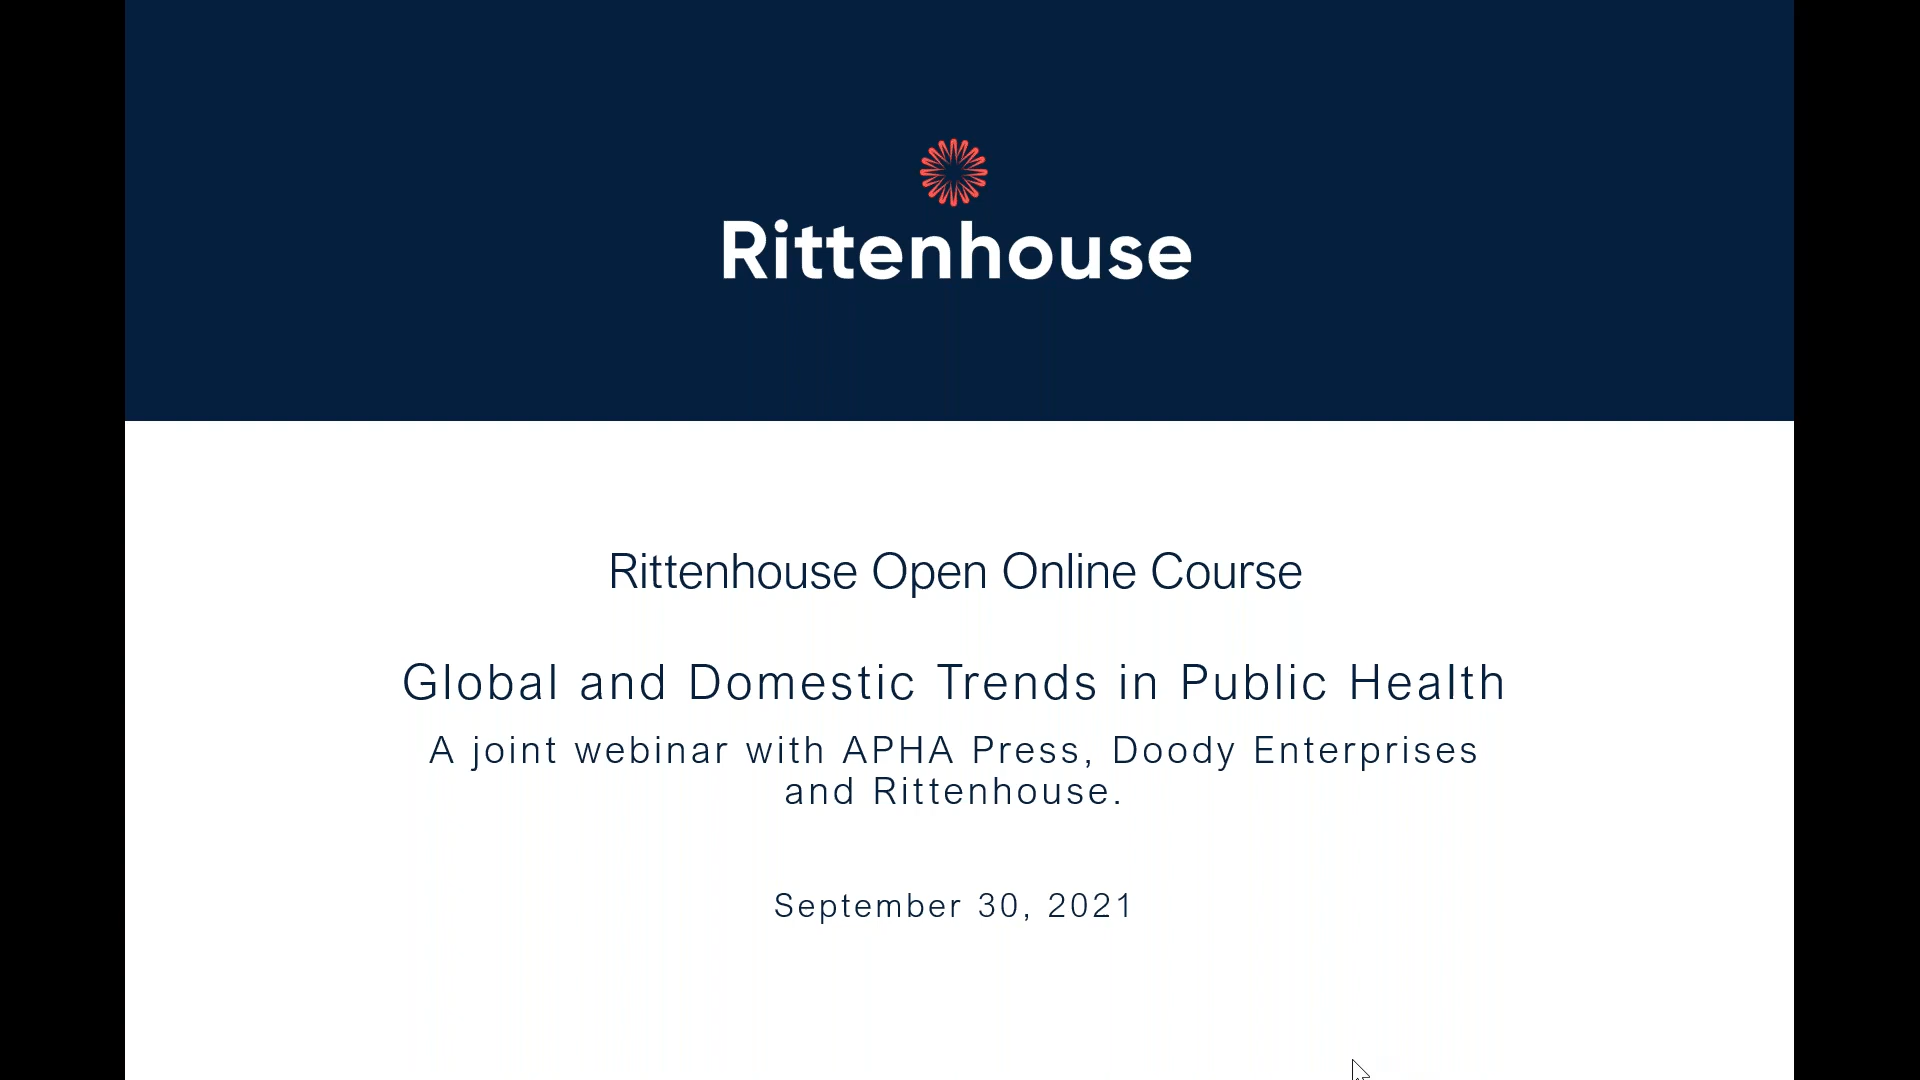 Rittenhouse
Rittenhouse Open Online Course
Global and Domestic Trends in Public Health
A joint webinar with APHA Press, Doody Enterprises
and Rittenhouse.
September 30, 2021